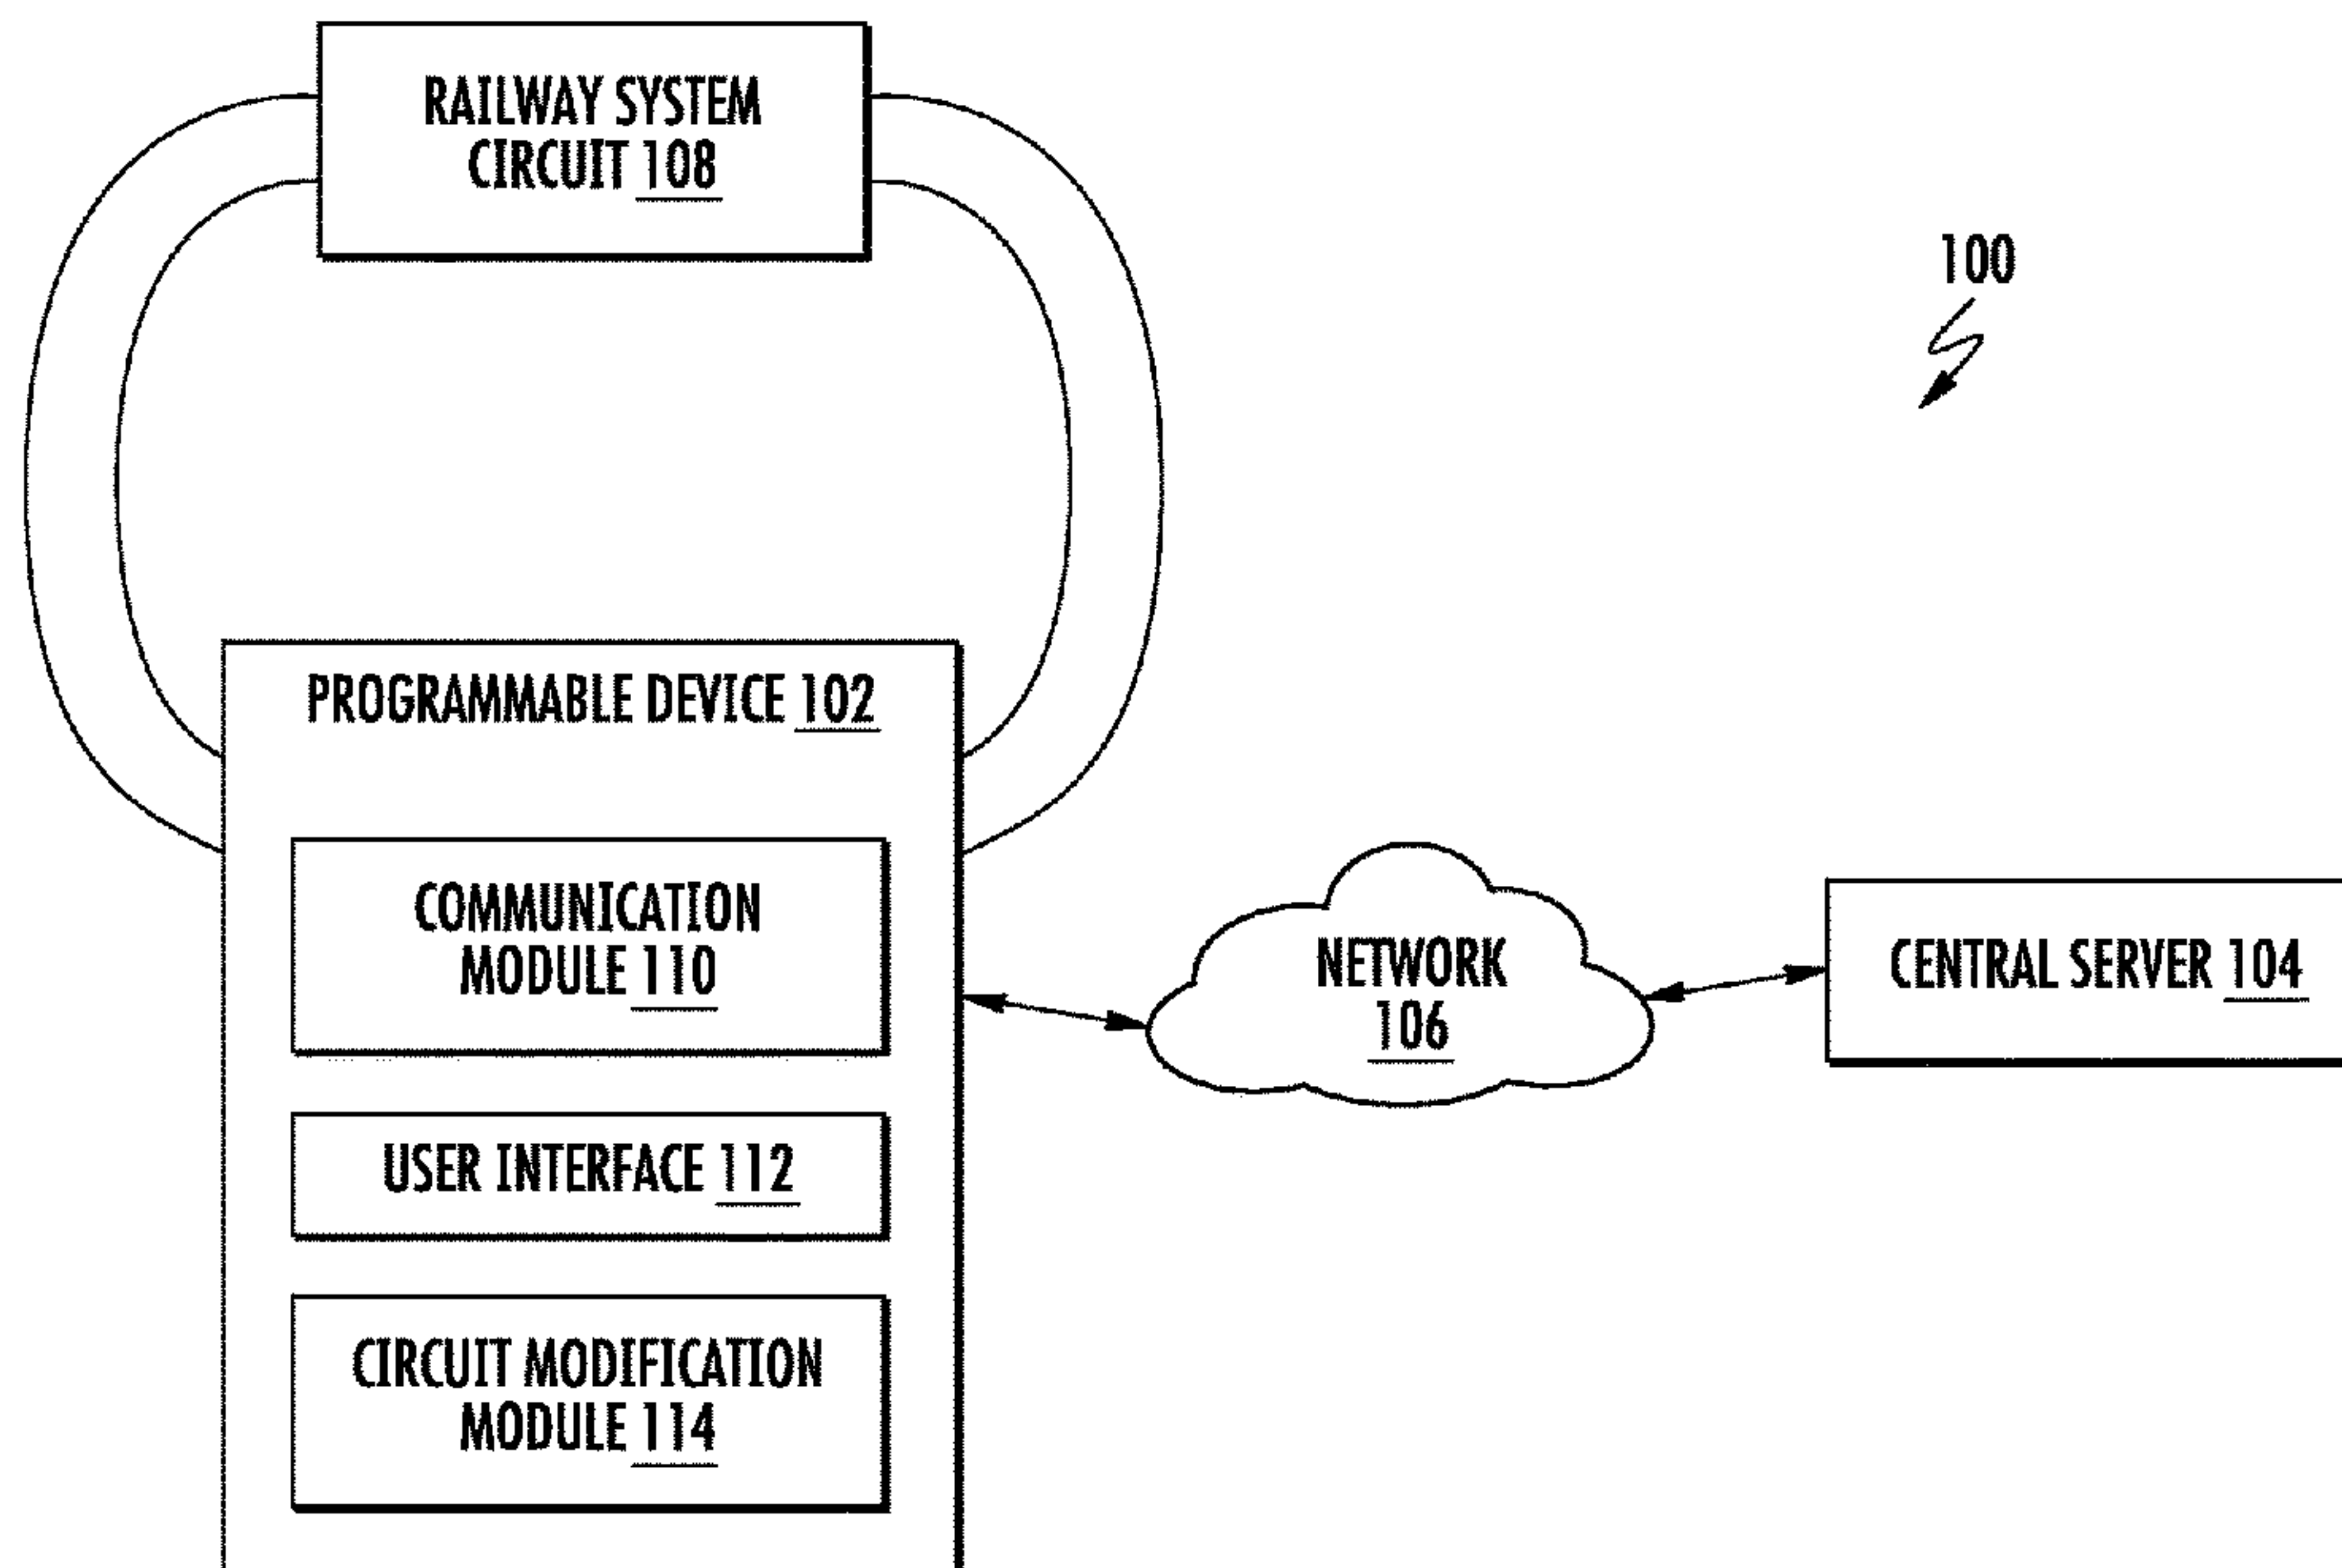 RAILWAY SYSTEM
CIRCUIT 108
100
PROGRAMMABLE DEVICE 102
COMMUNICATION
MODULE 110
USER INTERFACE 112
CIRCUIT MODIFICATION
MODULE 114
NETWORK
106
CENTRAL SERVER 104